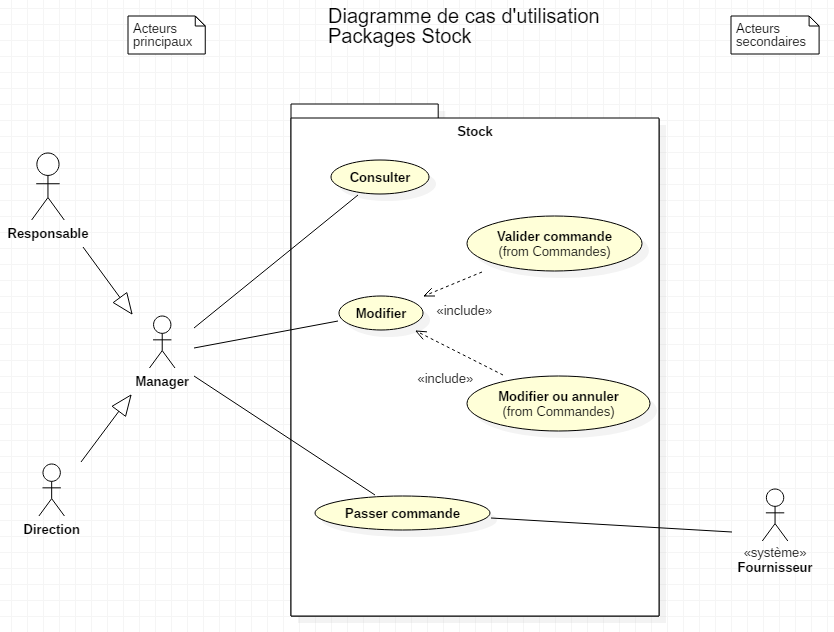 Diagramme de cas d'utilisation
Packages Stock
Acteurs
principaux
Acteurs
secondaires
Stock
Consulter
Responsable
Valider commande
(from Commandes)
Modifier
«include»
Manager
«include»
Modifier ou annuler
(from Commandes)
Passer commande
Direction
«système»
Fournisseur